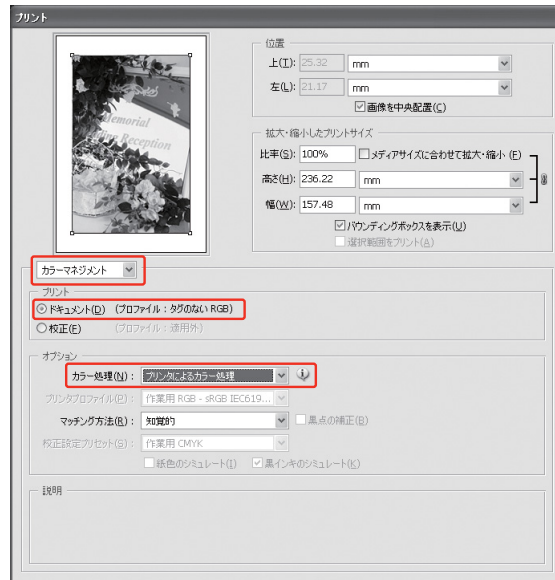 プリント
Memorial
Office Reception
位置
上(T): 25.32 mm
左(L): 21.17 mm
画像を中央配置(C)
拡大・縮小したプリントサイズ
比率(S): 100% メディアサイズに合わせて拡大・縮小 (F)
高さ(H): 236.22 mm
幅(W): 157.48 mm
バウンディングボックスを表示(U)
選択範囲をプリント(A)
カラーマネジメント
プリント
ドキュメント(D) (プロファイル : タグのない RGB)
校正(F) (プロファイル : 適用外)
オプション
カラー処理(N) : プリンタによるカラー処理
プリンタプロファイル(P) : 作業用 RGB - sRGB IEC619...
マッチング方法(R) : 知覚的 黒点の補正(B)
校正設定プリセット(S) : 作業用 CMYK
紙色のシミュレート(I) 黒インキのシミュレート(K)
説明